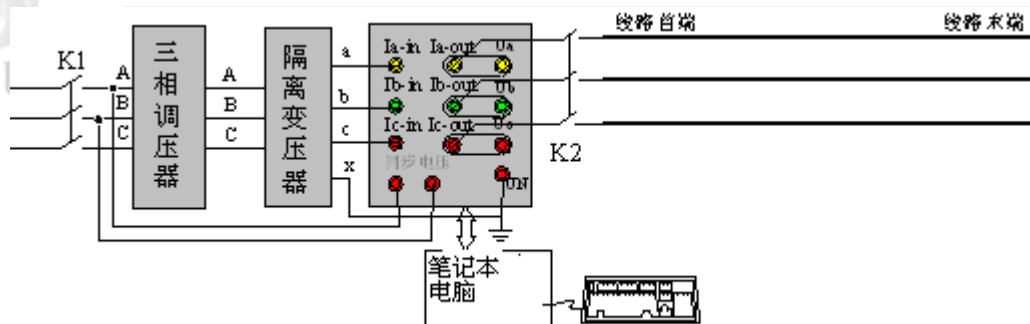 线路首端 线路末端
K1
A
B
C
三相调压器
A
B
C
隔离变压器
a
b
c
x
Ia-in Ia-out Ua
Ib-in Ib-out Ub
Ic-in Ic-out Uc
同步电压
UN
K2
笔记本
电脑